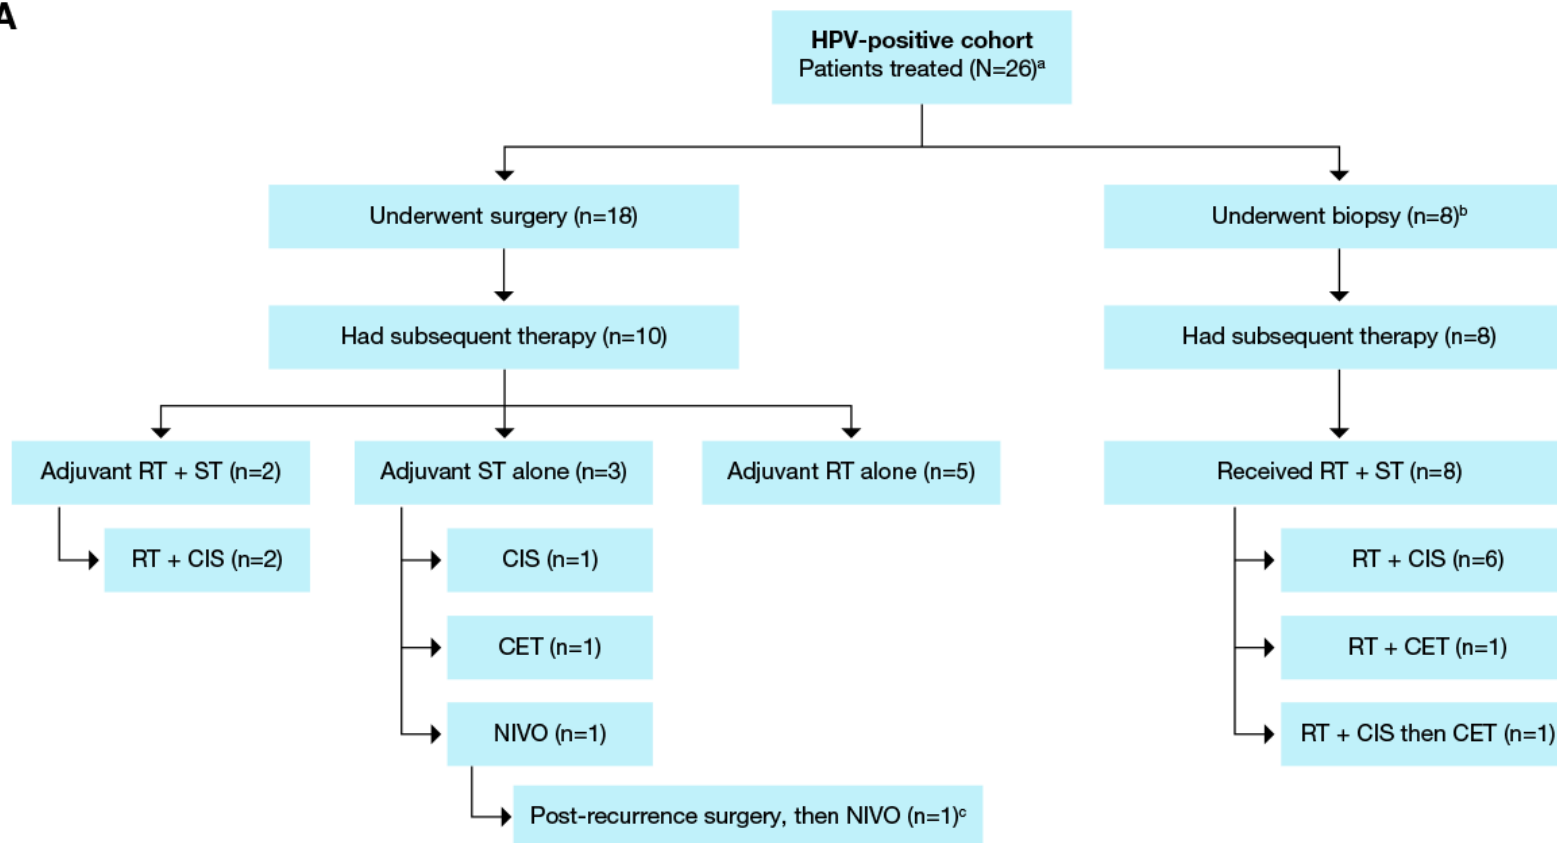 A
HPV-positive cohort
Patients treated (N=26)ᵃ
Underwent surgery (n=18)
Underwent biopsy (n=8)ᵇ
Had subsequent therapy (n=10)
Had subsequent therapy (n=8)
Adjuvant RT + ST (n=2)
Adjuvant ST alone (n=3)
Adjuvant RT alone (n=5)
Received RT + ST (n=8)
RT + CIS (n=2)
CIS (n=1)
RT + CIS (n=6)
CET (n=1)
RT + CET (n=1)
NIVO (n=1)
RT + CIS then CET (n=1)
Post-recurrence surgery, then NIVO (n=1)ᶜ